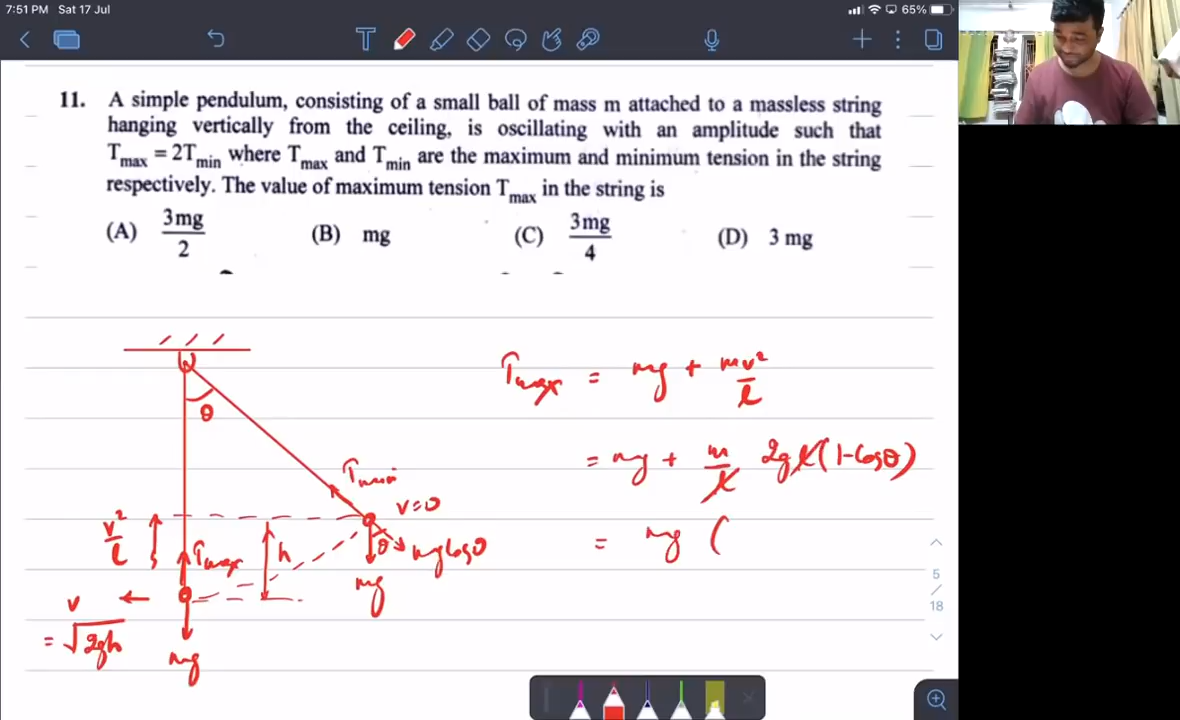 7:51 PM Sat 17 Jul
65%
11. A simple pendulum, consisting of a small ball of mass m attached to a massless string
hanging vertically from the ceiling, is oscillating with an amplitude such that
Tmax = 2Tmin where Tmax and Tmin are the maximum and minimum tension in the string
respectively. The value of maximum tension Tmax in the string is
(A) 3mg/2 (B) mg (C) 3mg/4 (D) 3 mg
θ
Tmin
v=0
θ
mgcosθ
mg
h
v²/l
Tmax
v
= √2gh
mg
Tmax = mg + mv²/l
= mg + m/l 2gl(1-cosθ)
= mg (
5
/
18